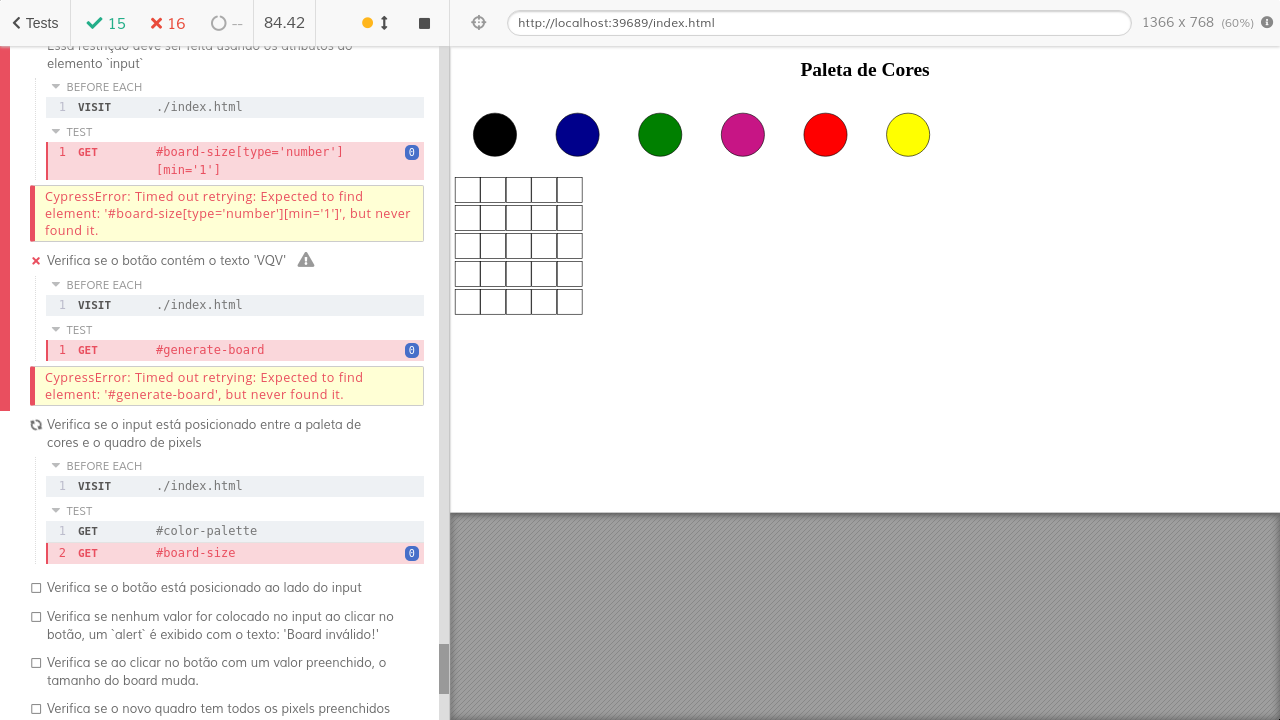 Tests
15
16
--
84.42
http://localhost:39689/index.html
1366 x 768 (60%)
Essa restrição deve ser feita usando os atributos do
elemento `input`
BEFORE EACH
1 VISIT ./index.html
TEST
1 GET #board-size[type='number']
[min='1']
0
CypressError: Timed out retrying: Expected to find
element: '#board-size[type='number'][min='1']', but never
found it.
Verifica se o botão contém o texto 'VQV'
BEFORE EACH
1 VISIT ./index.html
TEST
1 GET #generate-board 0
CypressError: Timed out retrying: Expected to find
element: '#generate-board', but never found it.
Verifica se o input está posicionado entre a paleta de
cores e o quadro de pixels
BEFORE EACH
1 VISIT ./index.html
TEST
1 GET #color-palette
2 GET #board-size 0
Verifica se o botão está posicionado ao lado do input
Verifica se nenhum valor for colocado no input ao clicar no
botão, um `alert` é exibido com o texto: 'Board inválido!'
Verifica se ao clicar no botão com um valor preenchido, o
tamanho do board muda.
Verifica se o novo quadro tem todos os pixels preenchidos
Paleta de Cores